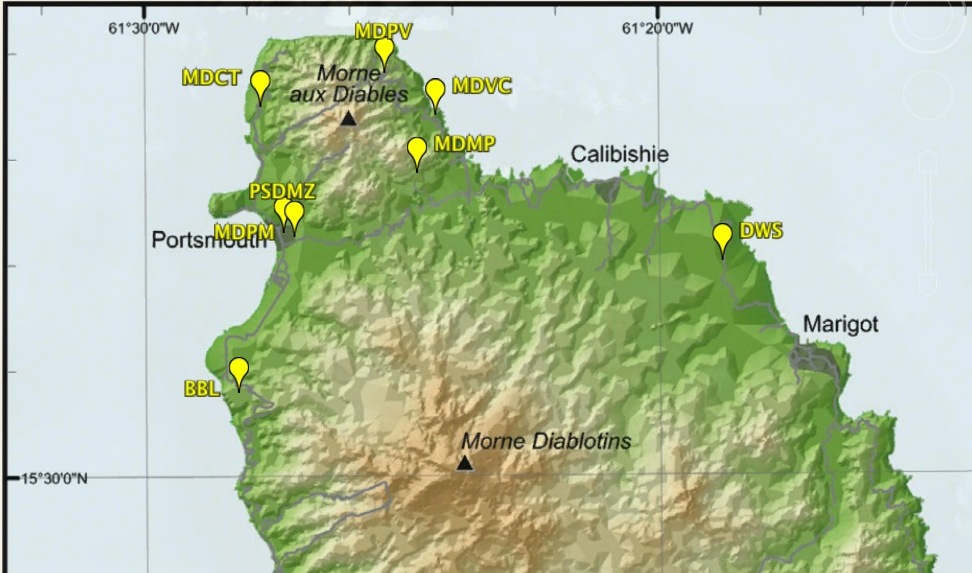 61°30'0"W
61°20'0"W
MDPV
MDCT
Morne
aux Diables
MDVC
MDMP
Calibishie
PSDMZ
MDPM
Portsmouth
DWS
Marigot
BBL
Morne Diablotins
15°30'0"N